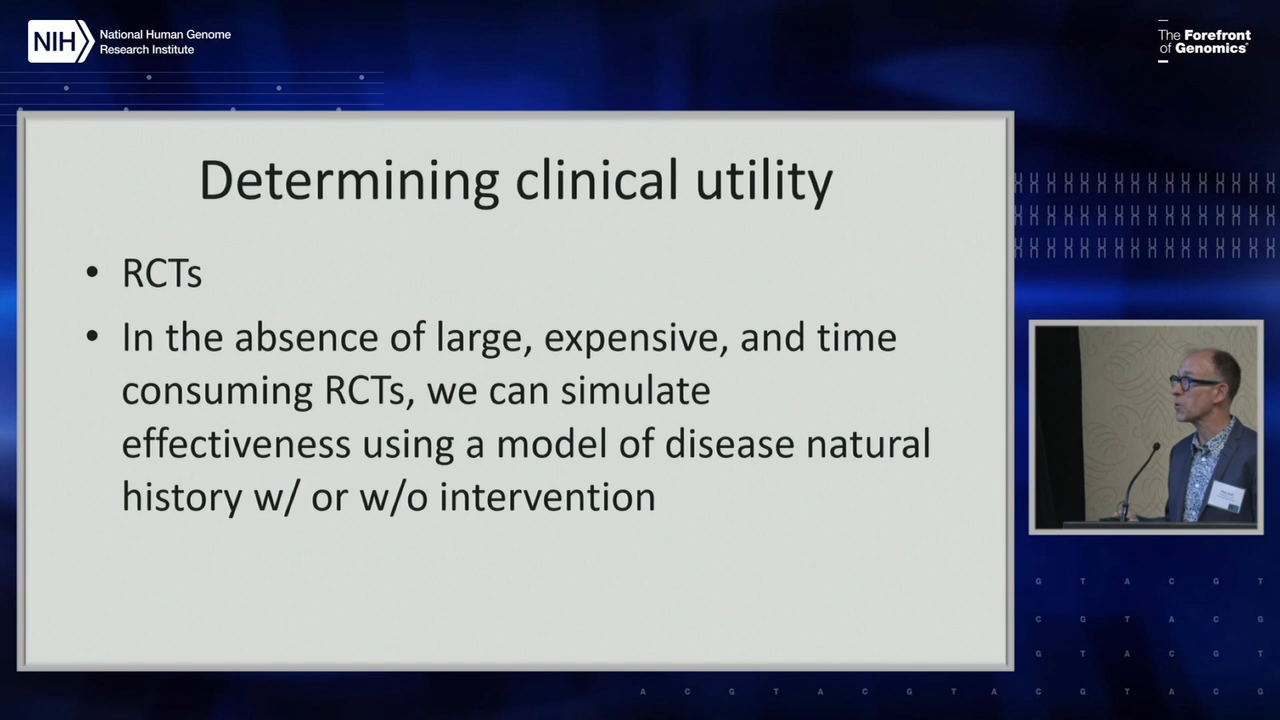 NIH
National Human Genome
Research Institute
The Forefront
of Genomics®
Determining clinical utility
• RCTs
• In the absence of large, expensive, and time
consuming RCTs, we can simulate
effectiveness using a model of disease natural
history w/ or w/o intervention
G T A C G T
C G T A C G
G T A C G T
A C G T A C G T A C G T A C G